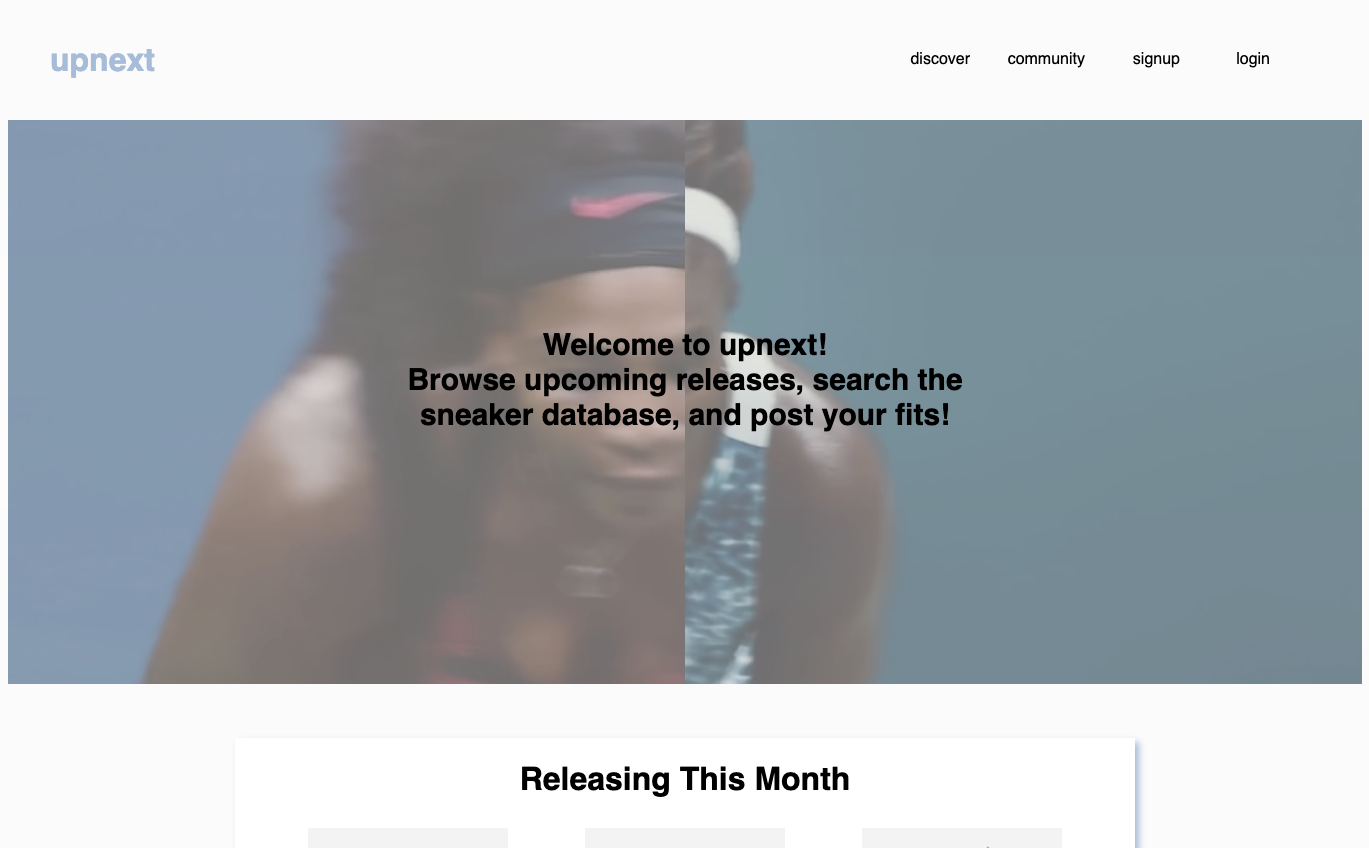 upnext
discover
community
signup
login
Welcome to upnext!
Browse upcoming releases, search the
sneaker database, and post your fits!
Releasing This Month